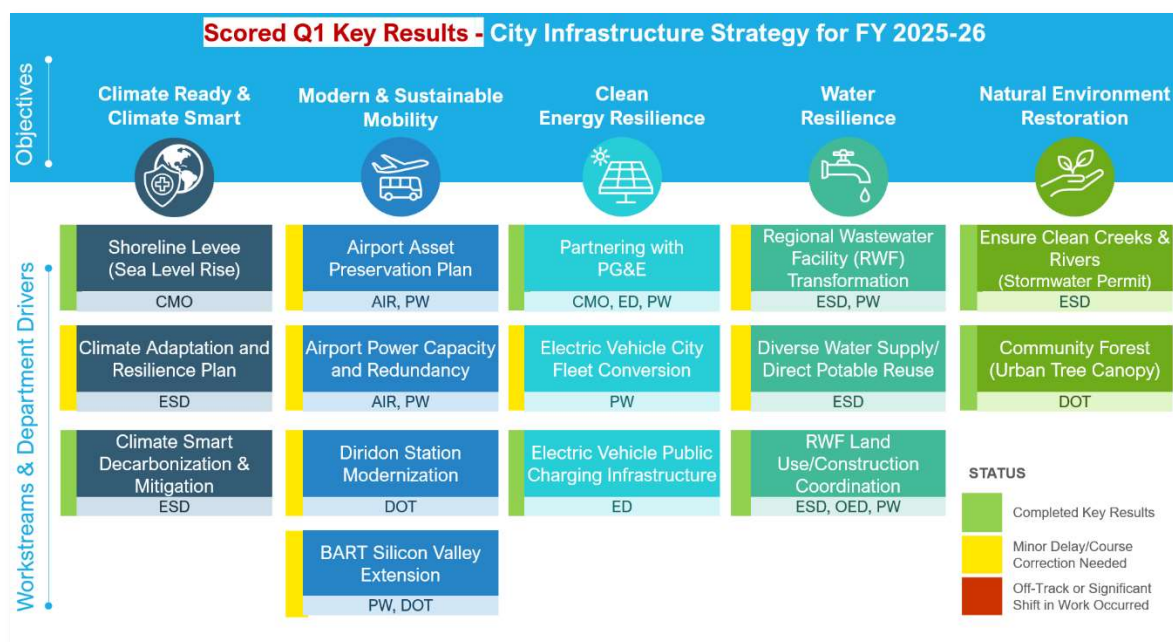 Scored Q1 Key Results - City Infrastructure Strategy for FY 2025-26
Objectives
Climate Ready &
Climate Smart
Modern & Sustainable
Mobility
Clean
Energy Resilience
Water
Resilience
Natural Environment
Restoration
Workstreams & Department Drivers
Shoreline Levee
(Sea Level Rise)
CMO
Climate Adaptation and
Resilience Plan
ESD
Climate Smart
Decarbonization &
Mitigation
ESD
Airport Asset
Preservation Plan
AIR, PW
Airport Power Capacity
and Redundancy
AIR, PW
Diridon Station
Modernization
DOT
BART Silicon Valley
Extension
PW, DOT
Partnering with
PG&E
CMO, ED, PW
Electric Vehicle City
Fleet Conversion
PW
Electric Vehicle Public
Charging Infrastructure
ED
Regional Wastewater
Facility (RWF)
Transformation
ESD, PW
Diverse Water Supply/
Direct Potable Reuse
ESD
RWF Land
Use/Construction
Coordination
ESD, OED, PW
Ensure Clean Creeks &
Rivers
(Stormwater Permit)
ESD
Community Forest
(Urban Tree Canopy)
DOT
STATUS
Completed Key Results
Minor Delay/Course
Correction Needed
Off-Track or Significant
Shift in Work Occurred